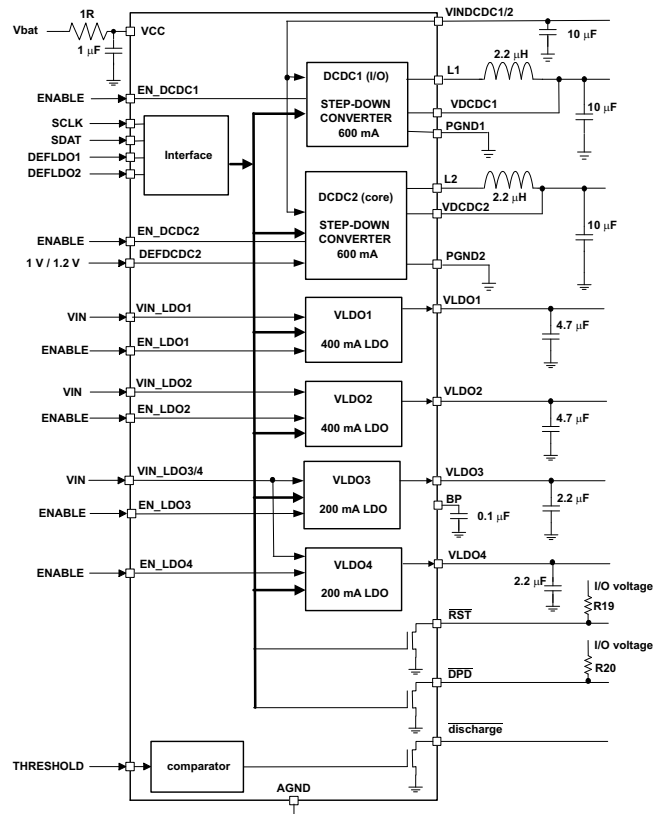 1R
VINDCDC1/2
Vbat
VCC
1 μF
10 μF
2.2 μH
L1
DCDC1 (I/O)
STEP-DOWN
CONVERTER
600 mA
EN_DCDC1
ENABLE
VDCDC1
10 μF
SCLK
SDAT
DEFLDO1
DEFLDO2
Interface
PGND1
L2
2.2 μH
DCDC2 (core)
STEP-DOWN
CONVERTER
600 mA
VDCDC2
10 μF
EN_DCDC2
ENABLE
1 V / 1.2 V
DEFDCDC2
PGND2
VIN
VIN_LDO1
VLDO1
400 mA LDO
VLDO1
4.7 μF
ENABLE
EN_LDO1
VIN
VIN_LDO2
VLDO2
400 mA LDO
VLDO2
4.7 μF
ENABLE
EN_LDO2
VIN
VIN_LDO3/4
VLDO3
200 mA LDO
VLDO3
2.2 μF
BP
0.1 μF
ENABLE
EN_LDO3
ENABLE
EN_LDO4
VLDO4
200 mA LDO
VLDO4
2.2 μF
I/O voltage
R19
RST
I/O voltage
R20
DPD
discharge
THRESHOLD
comparator
AGND